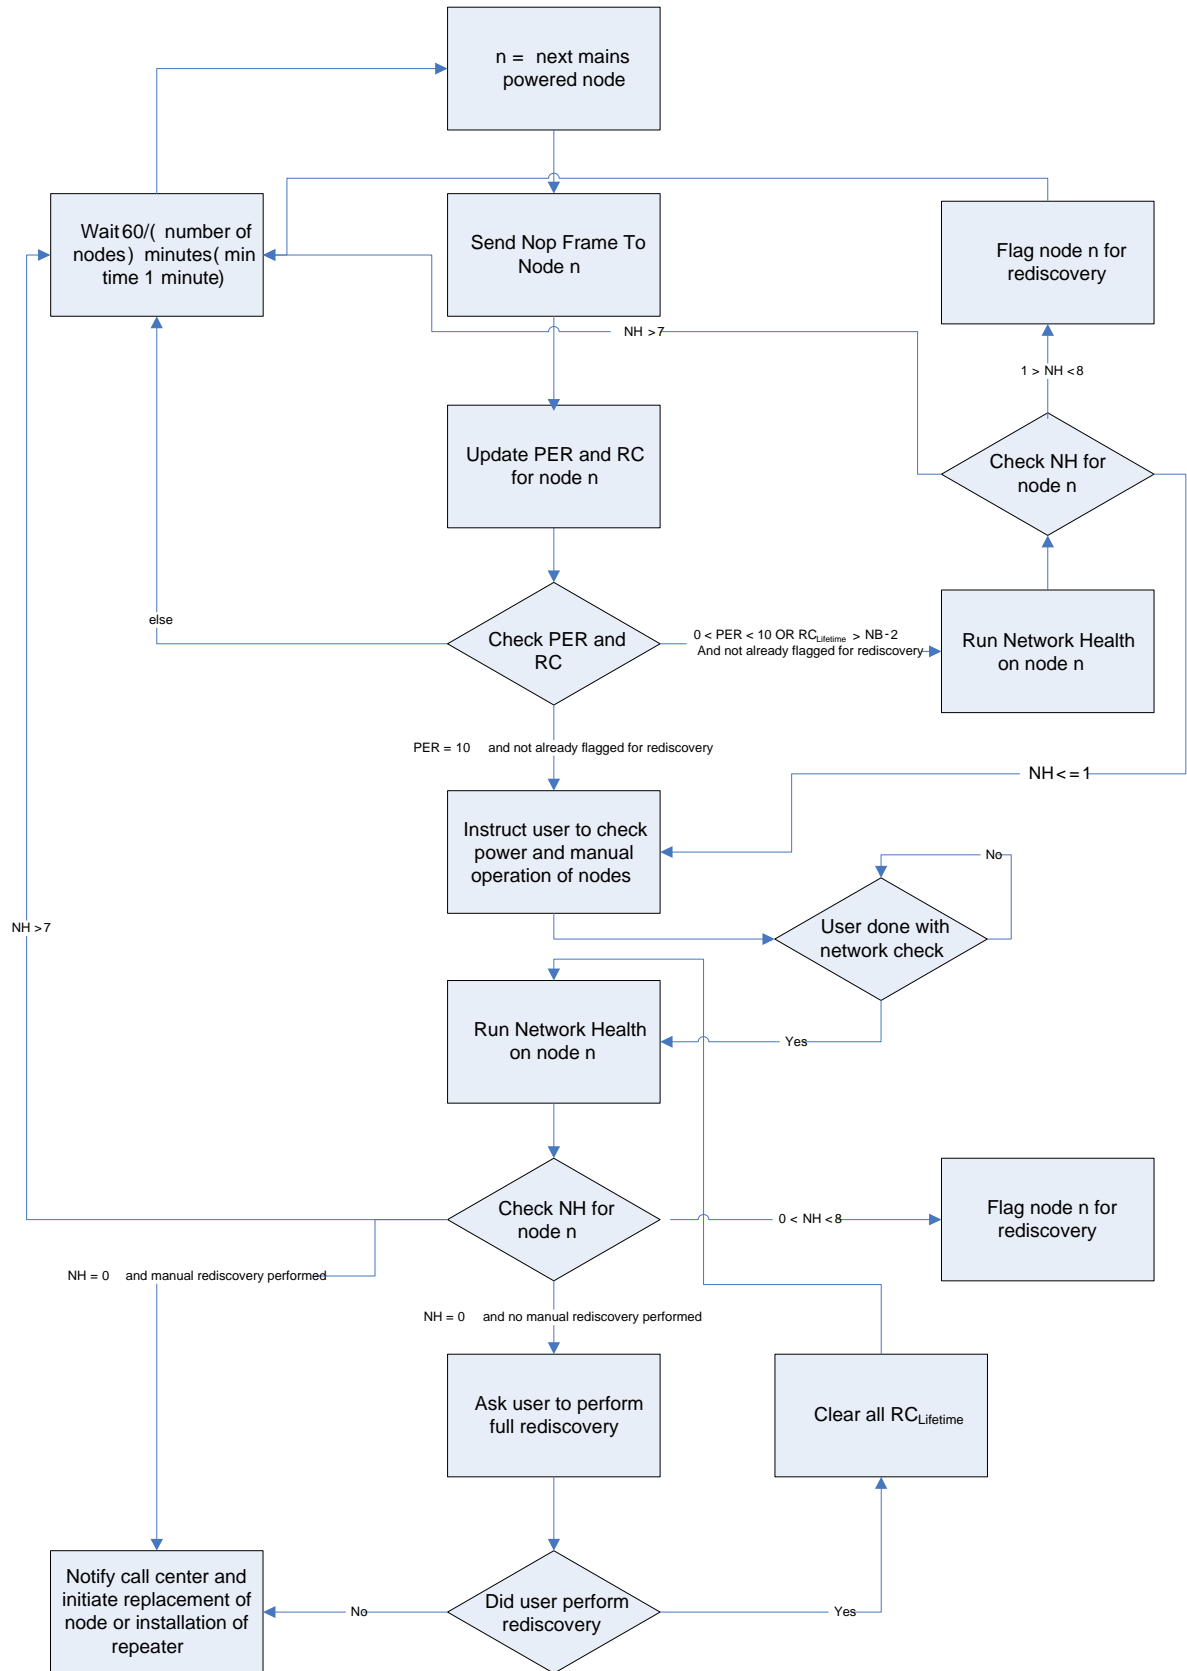 n = next mains
powered node
Wait 60/( number of
nodes) minutes( min
time 1 minute)
Send Nop Frame To
Node n
Flag node n for
rediscovery
NH >7
1 > NH <8
Update PER and RC
for node n
Check NH for
node n
else
Check PER and
RC
0 < PER < 10 OR RCLifetime > NB-2
And not already flagged for rediscovery
Run Network Health
on node n
PER = 10 and not already flagged for rediscovery
NH<=1
Instruct user to check
power and manual
operation of nodes
No
User done with
network check
NH >7
Run Network Health
on node n
Yes
Check NH for
node n
0 < NH <8
Flag node n for
rediscovery
NH = 0 and manual rediscovery performed
NH = 0 and no manual rediscovery performed
Ask user to perform
full rediscovery
Clear all RCLifetime
Notify call center and
initiate replacement of
node or installation of
repeater
No
Did user perform
rediscovery
Yes